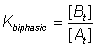 K_biphasic = [B_t] / [A_t]